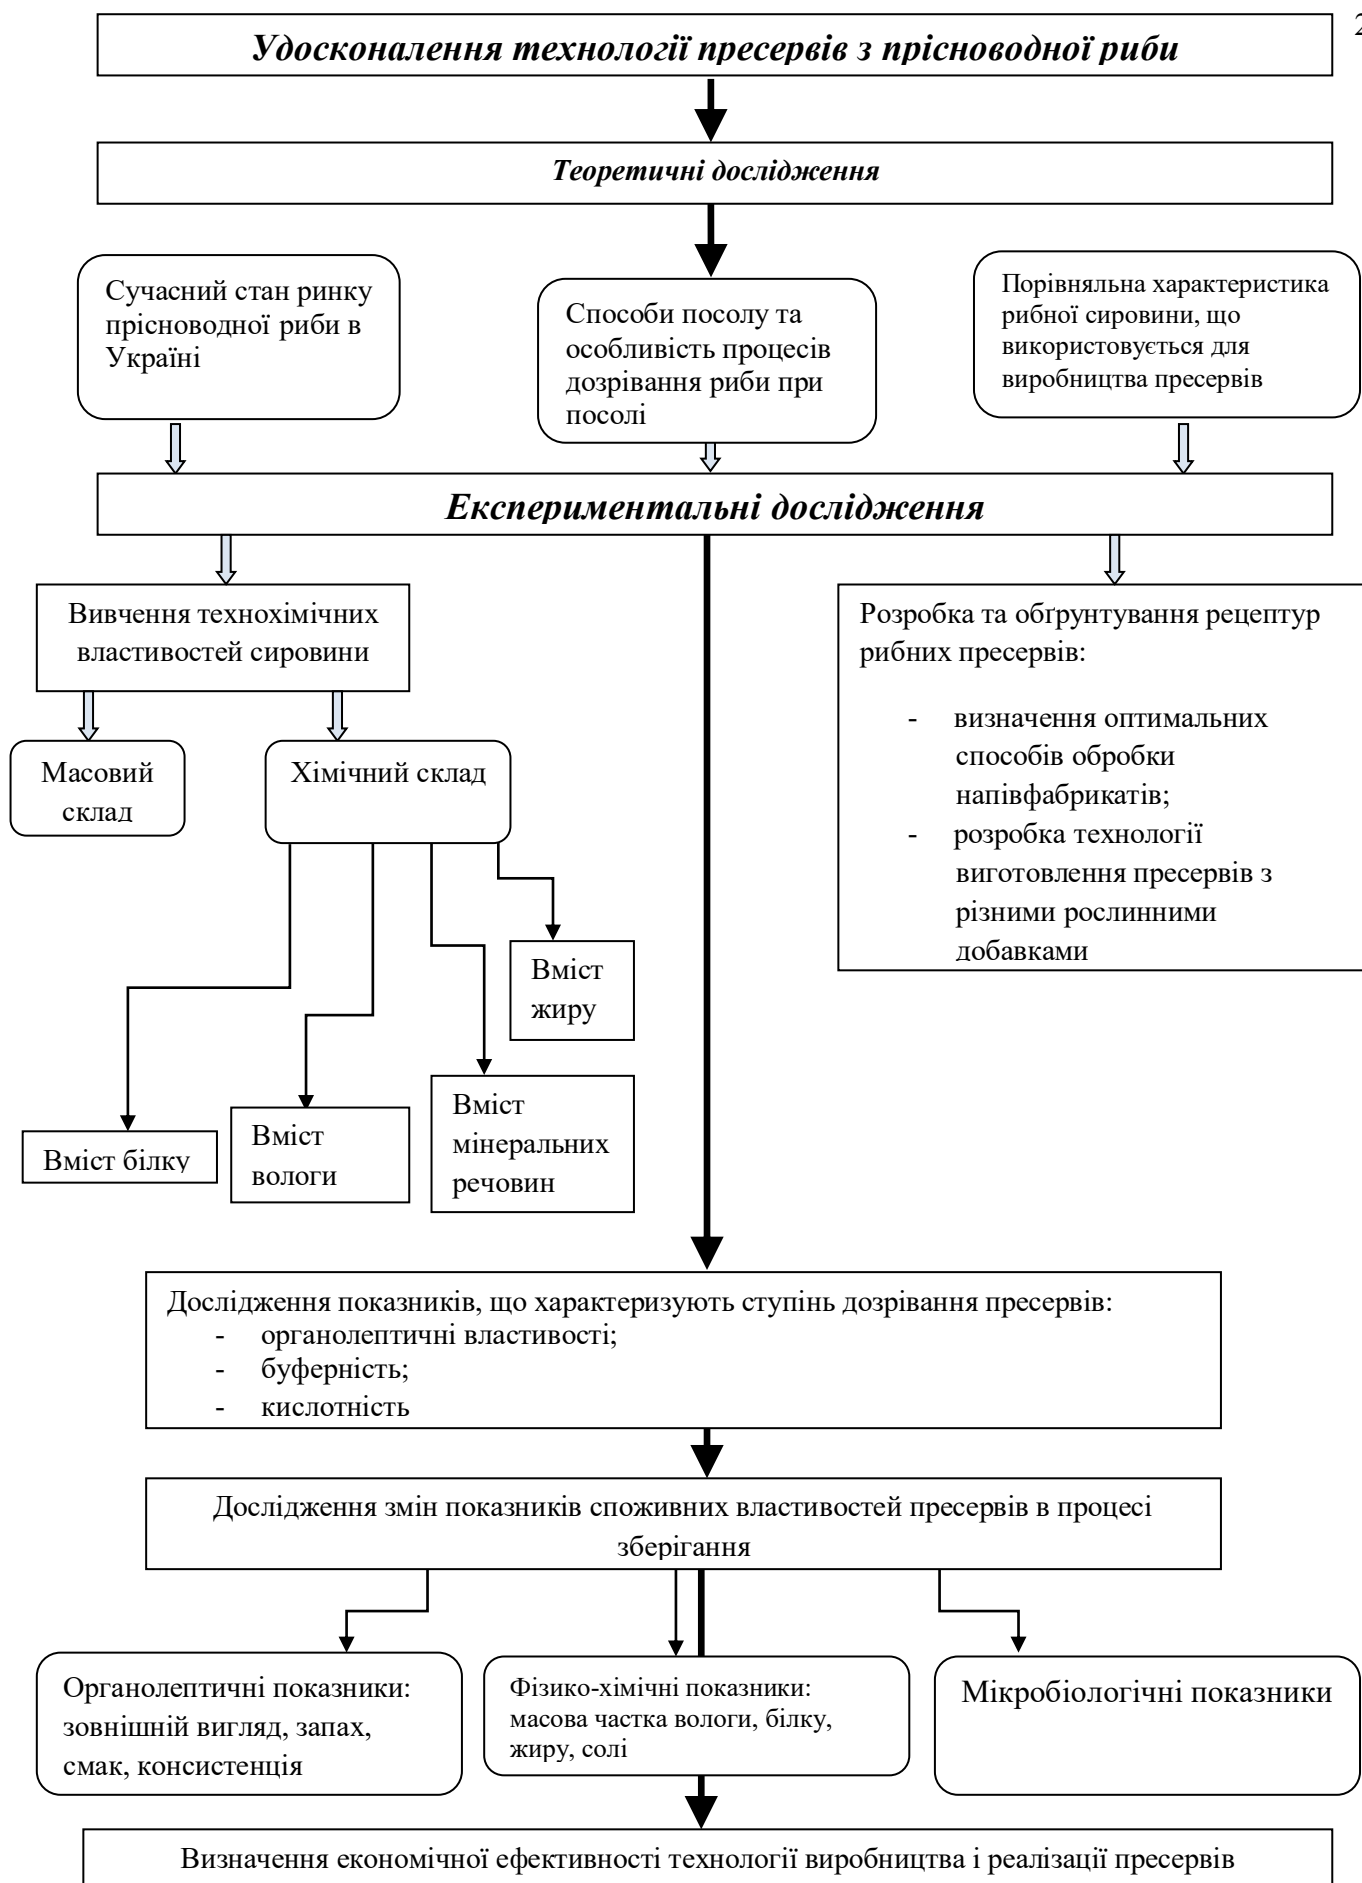 2
Удосконалення технології пресервів з прісноводної риби
Теоретичні дослідження
Сучасний стан ринку
прісноводної риби в
Україні
Способи посолу та
особливість процесів
дозрівання риби при
посолі
Порівняльна характеристика
рибної сировини, що
використовується для
виробництва пресервів
Експериментальні дослідження
Вивчення технохімічних
властивостей сировини
Розробка та обґрунтування рецептур
рибних пресервів:
- визначення оптимальних
способів обробки
напівфабрикатів;
- розробка технології
виготовлення пресервів з
різними рослинними
добавками
Масовий
склад
Хімічний склад
Вміст
жиру
Вміст
мінеральних
речовин
Вміст
вологи
Вміст білку
Дослідження показників, що характеризують ступінь дозрівання пресервів:
- органолептичні властивості;
- буферність;
- кислотність
Дослідження змін показників споживних властивостей пресервів в процесі
зберігання
Органолептичні показники:
зовнішній вигляд, запах,
смак, консистенція
Фізико-хімічні показники:
масова частка вологи, білку,
жиру, солі
Мікробіологічні показники
Визначення економічної ефективності технології виробництва і реалізації пресервів